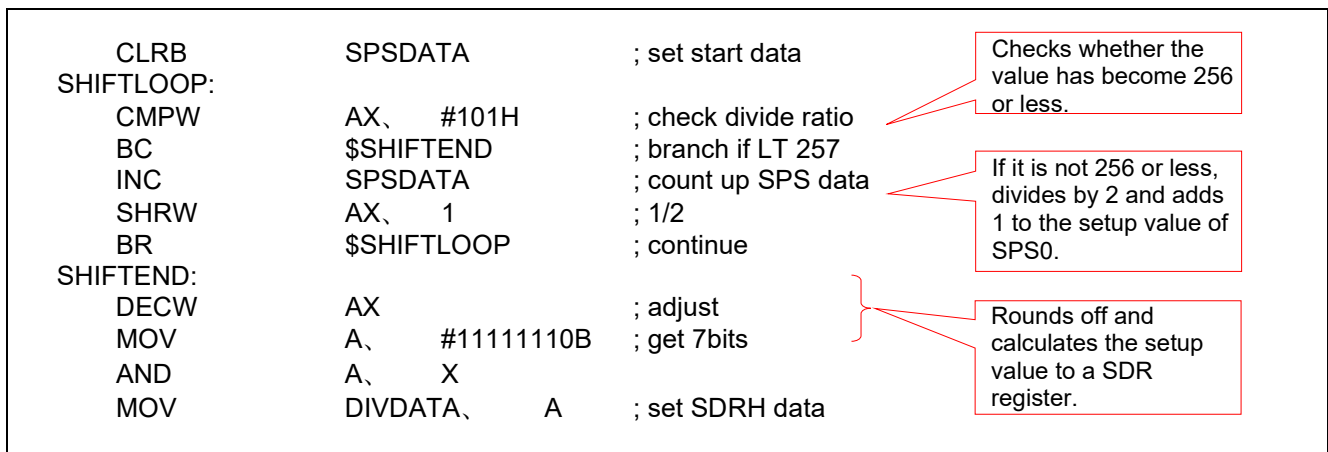 CLRB SPSDATA ; set start data
SHIFTLOOP:
CMPW AX、 #101H ; check divide ratio
BC $SHIFTEND ; branch if LT 257
INC SPSDATA ; count up SPS data
SHRW AX、 1 ; 1/2
BR $SHIFTLOOP ; continue
SHIFTEND:
DECW AX ; adjust
MOV A、 #11111110B ; get 7bits
AND A、 X
MOV DIVDATA、 A ; set SDRH data
Checks whether the
value has become 256
or less.
If it is not 256 or less,
divides by 2 and adds
1 to the setup value of
SPS0.
Rounds off and
calculates the setup
value to a SDR
register.